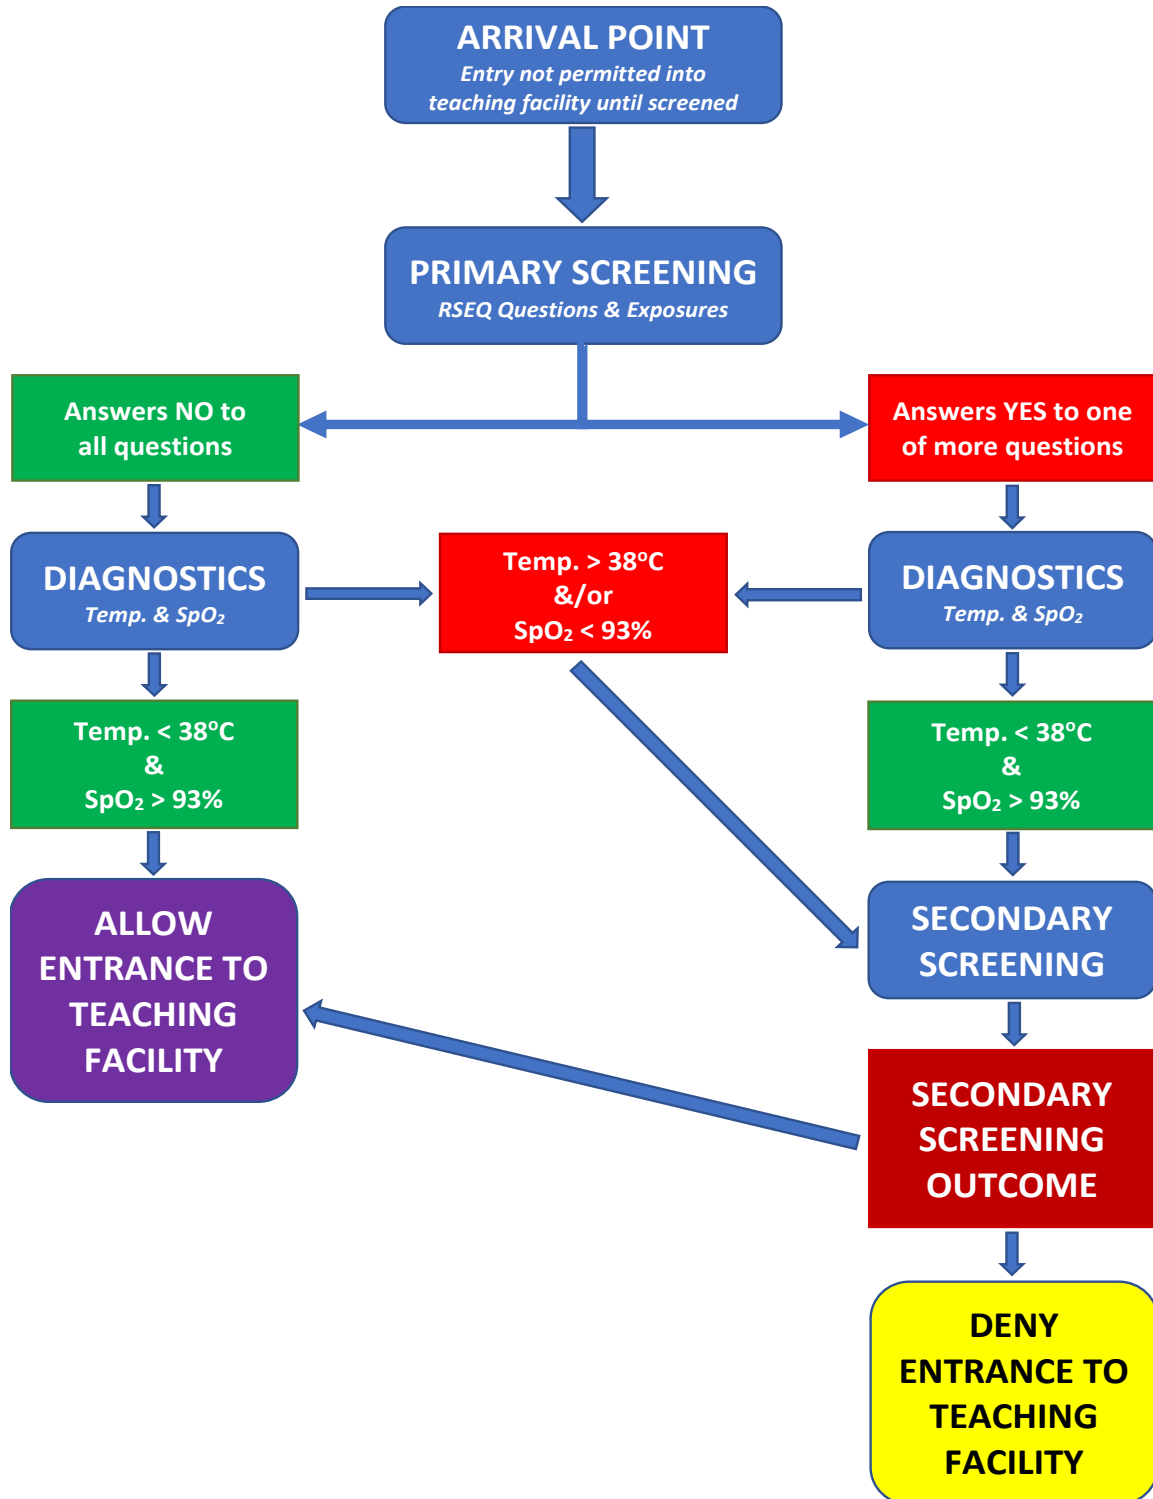 ARRIVAL POINT
Entry not permitted into
teaching facility until screened
PRIMARY SCREENING
RSEQ Questions & Exposures
Answers NO to
all questions
Answers YES to one
of more questions
DIAGNOSTICS
Temp. & SpO₂
Temp. > 38°C
&/or
SpO₂ < 93%
DIAGNOSTICS
Temp. & SpO₂
Temp. < 38°C
&
SpO₂ > 93%
Temp. < 38°C
&
SpO₂ > 93%
ALLOW
ENTRANCE TO
TEACHING
FACILITY
SECONDARY
SCREENING
SECONDARY
SCREENING
OUTCOME
DENY
ENTRANCE TO
TEACHING
FACILITY